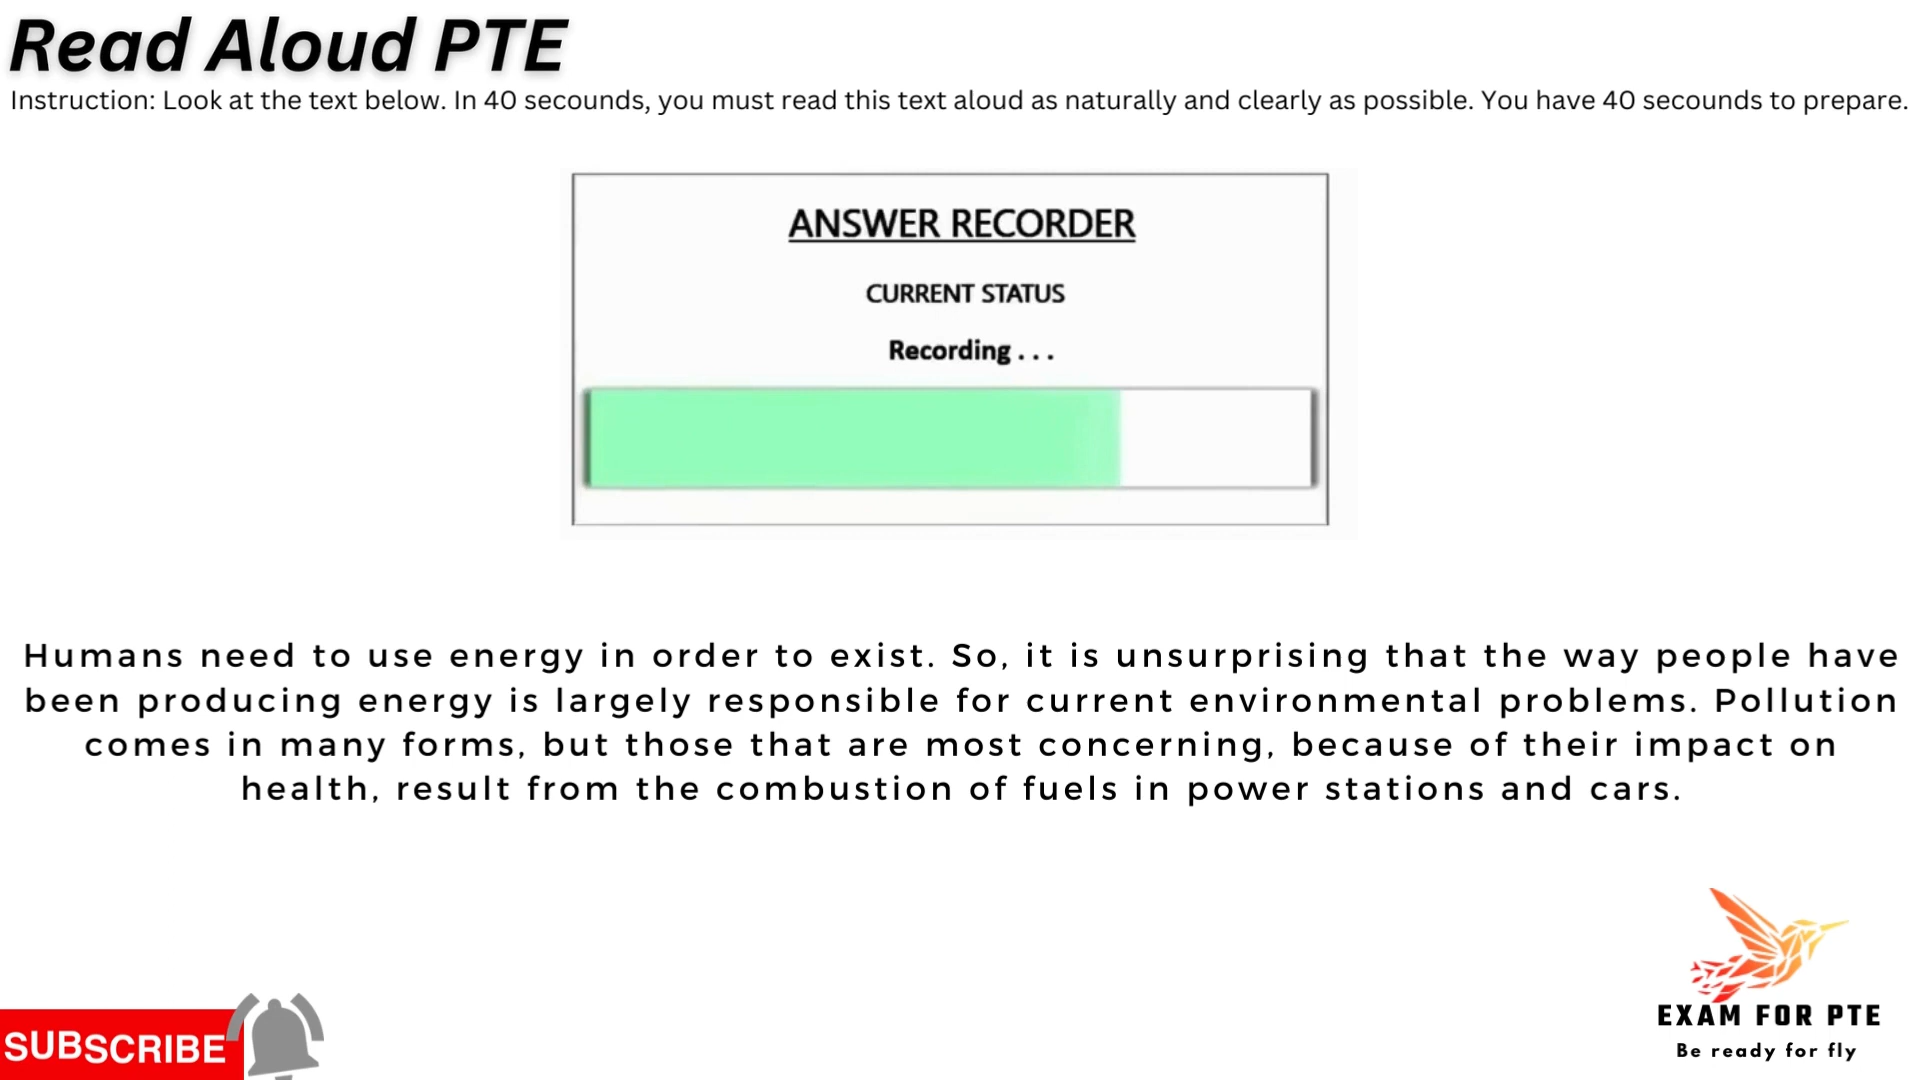 Read Aloud PTE
Instruction: Look at the text below. In 40 secounds, you must read this text aloud as naturally and clearly as possible. You have 40 secounds to prepare.
ANSWER RECORDER
CURRENT STATUS
Recording . . .
Humans need to use energy in order to exist. So, it is unsurprising that the way people have
been producing energy is largely responsible for current environmental problems. Pollution
comes in many forms, but those that are most concerning, because of their impact on
health, result from the combustion of fuels in power stations and cars.
SUBSCRIBE
EXAM FOR PTE
Be ready for fly